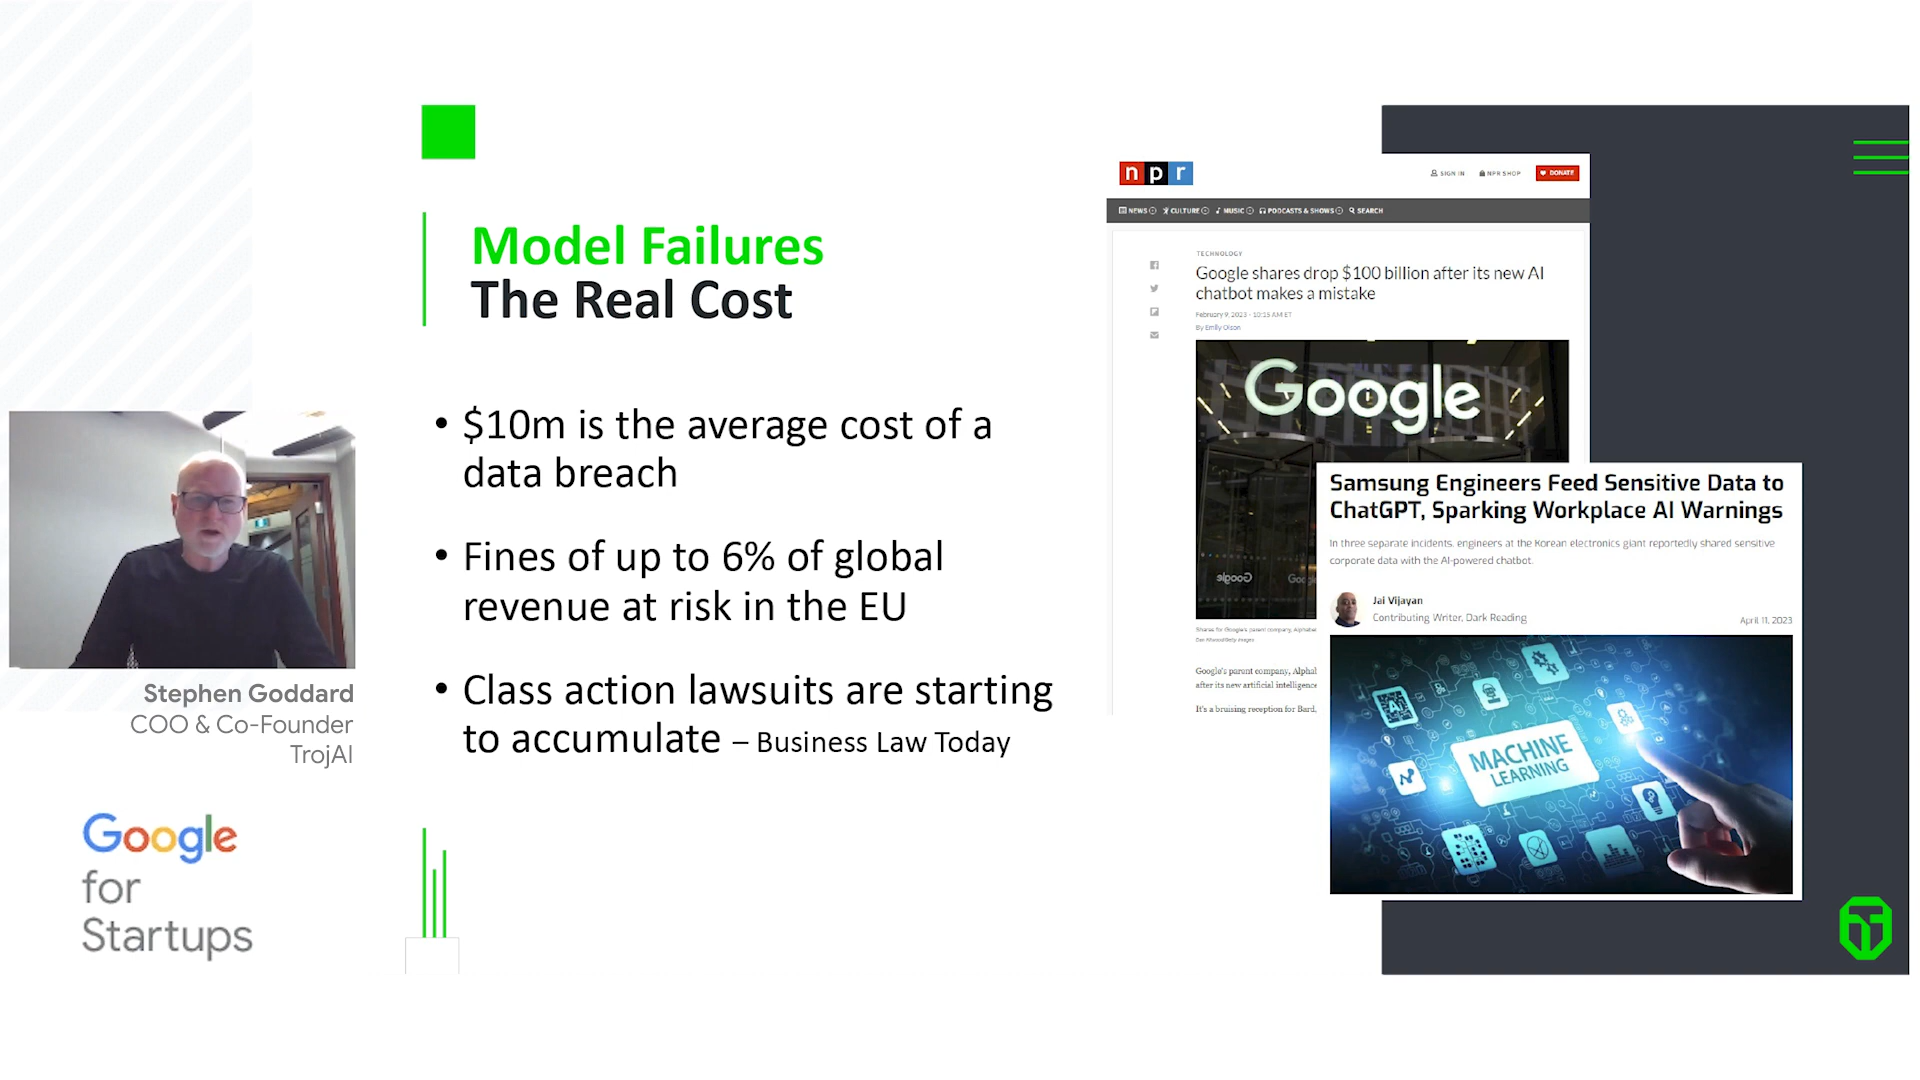 Model Failures
The Real Cost
• $10m is the average cost of a
data breach
• Fines of up to 6% of global
revenue at risk in the EU
• Class action lawsuits are starting
to accumulate – Business Law Today
Stephen Goddard
COO & Co-Founder
TrojAI
Google
for
Startups
npr
SIGN IN NPR SHOP DONATE
NEWS CULTURE MUSIC PODCASTS & SHOWS SEARCH
TECHNOLOGY
Google shares drop $100 billion after its new AI
chatbot makes a mistake
February 9, 2023 · 10:15 AM ET
By Emily Olson
Google
Google
Shares for Google's parent company, Alphabet
Google's parent company, Alphal
after its new artificial intelligence
It's a bruising reception for Bard,
Samsung Engineers Feed Sensitive Data to
ChatGPT, Sparking Workplace AI Warnings
In three separate incidents, engineers at the Korean electronics giant reportedly shared sensitive
corporate data with the AI-powered chatbot.
Jai Vijayan
Contributing Writer, Dark Reading
April 11, 2023
AI
MACHINE
LEARNING